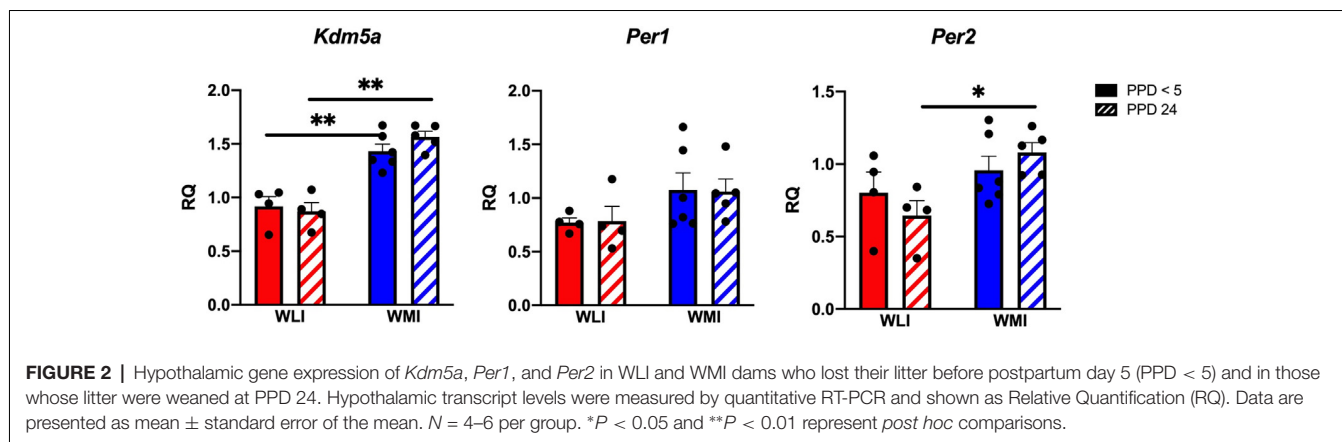 Kdm5a Per1 Per2
** * PPD < 5
** PPD 24
2.0 2.0 1.5
1.5 1.5 1.0
RQ RQ RQ
1.0 1.0 0.5
0.5 0.5
0.0 0.0 0.0
WLI WMI WLI WMI WLI WMI
FIGURE 2 | Hypothalamic gene expression of Kdm5a, Per1, and Per2 in WLI and WMI dams who lost their litter before postpartum day 5 (PPD < 5) and in those
whose litter were weaned at PPD 24. Hypothalamic transcript levels were measured by quantitative RT-PCR and shown as Relative Quantification (RQ). Data are
presented as mean ± standard error of the mean. N = 4–6 per group. *P < 0.05 and **P < 0.01 represent post hoc comparisons.